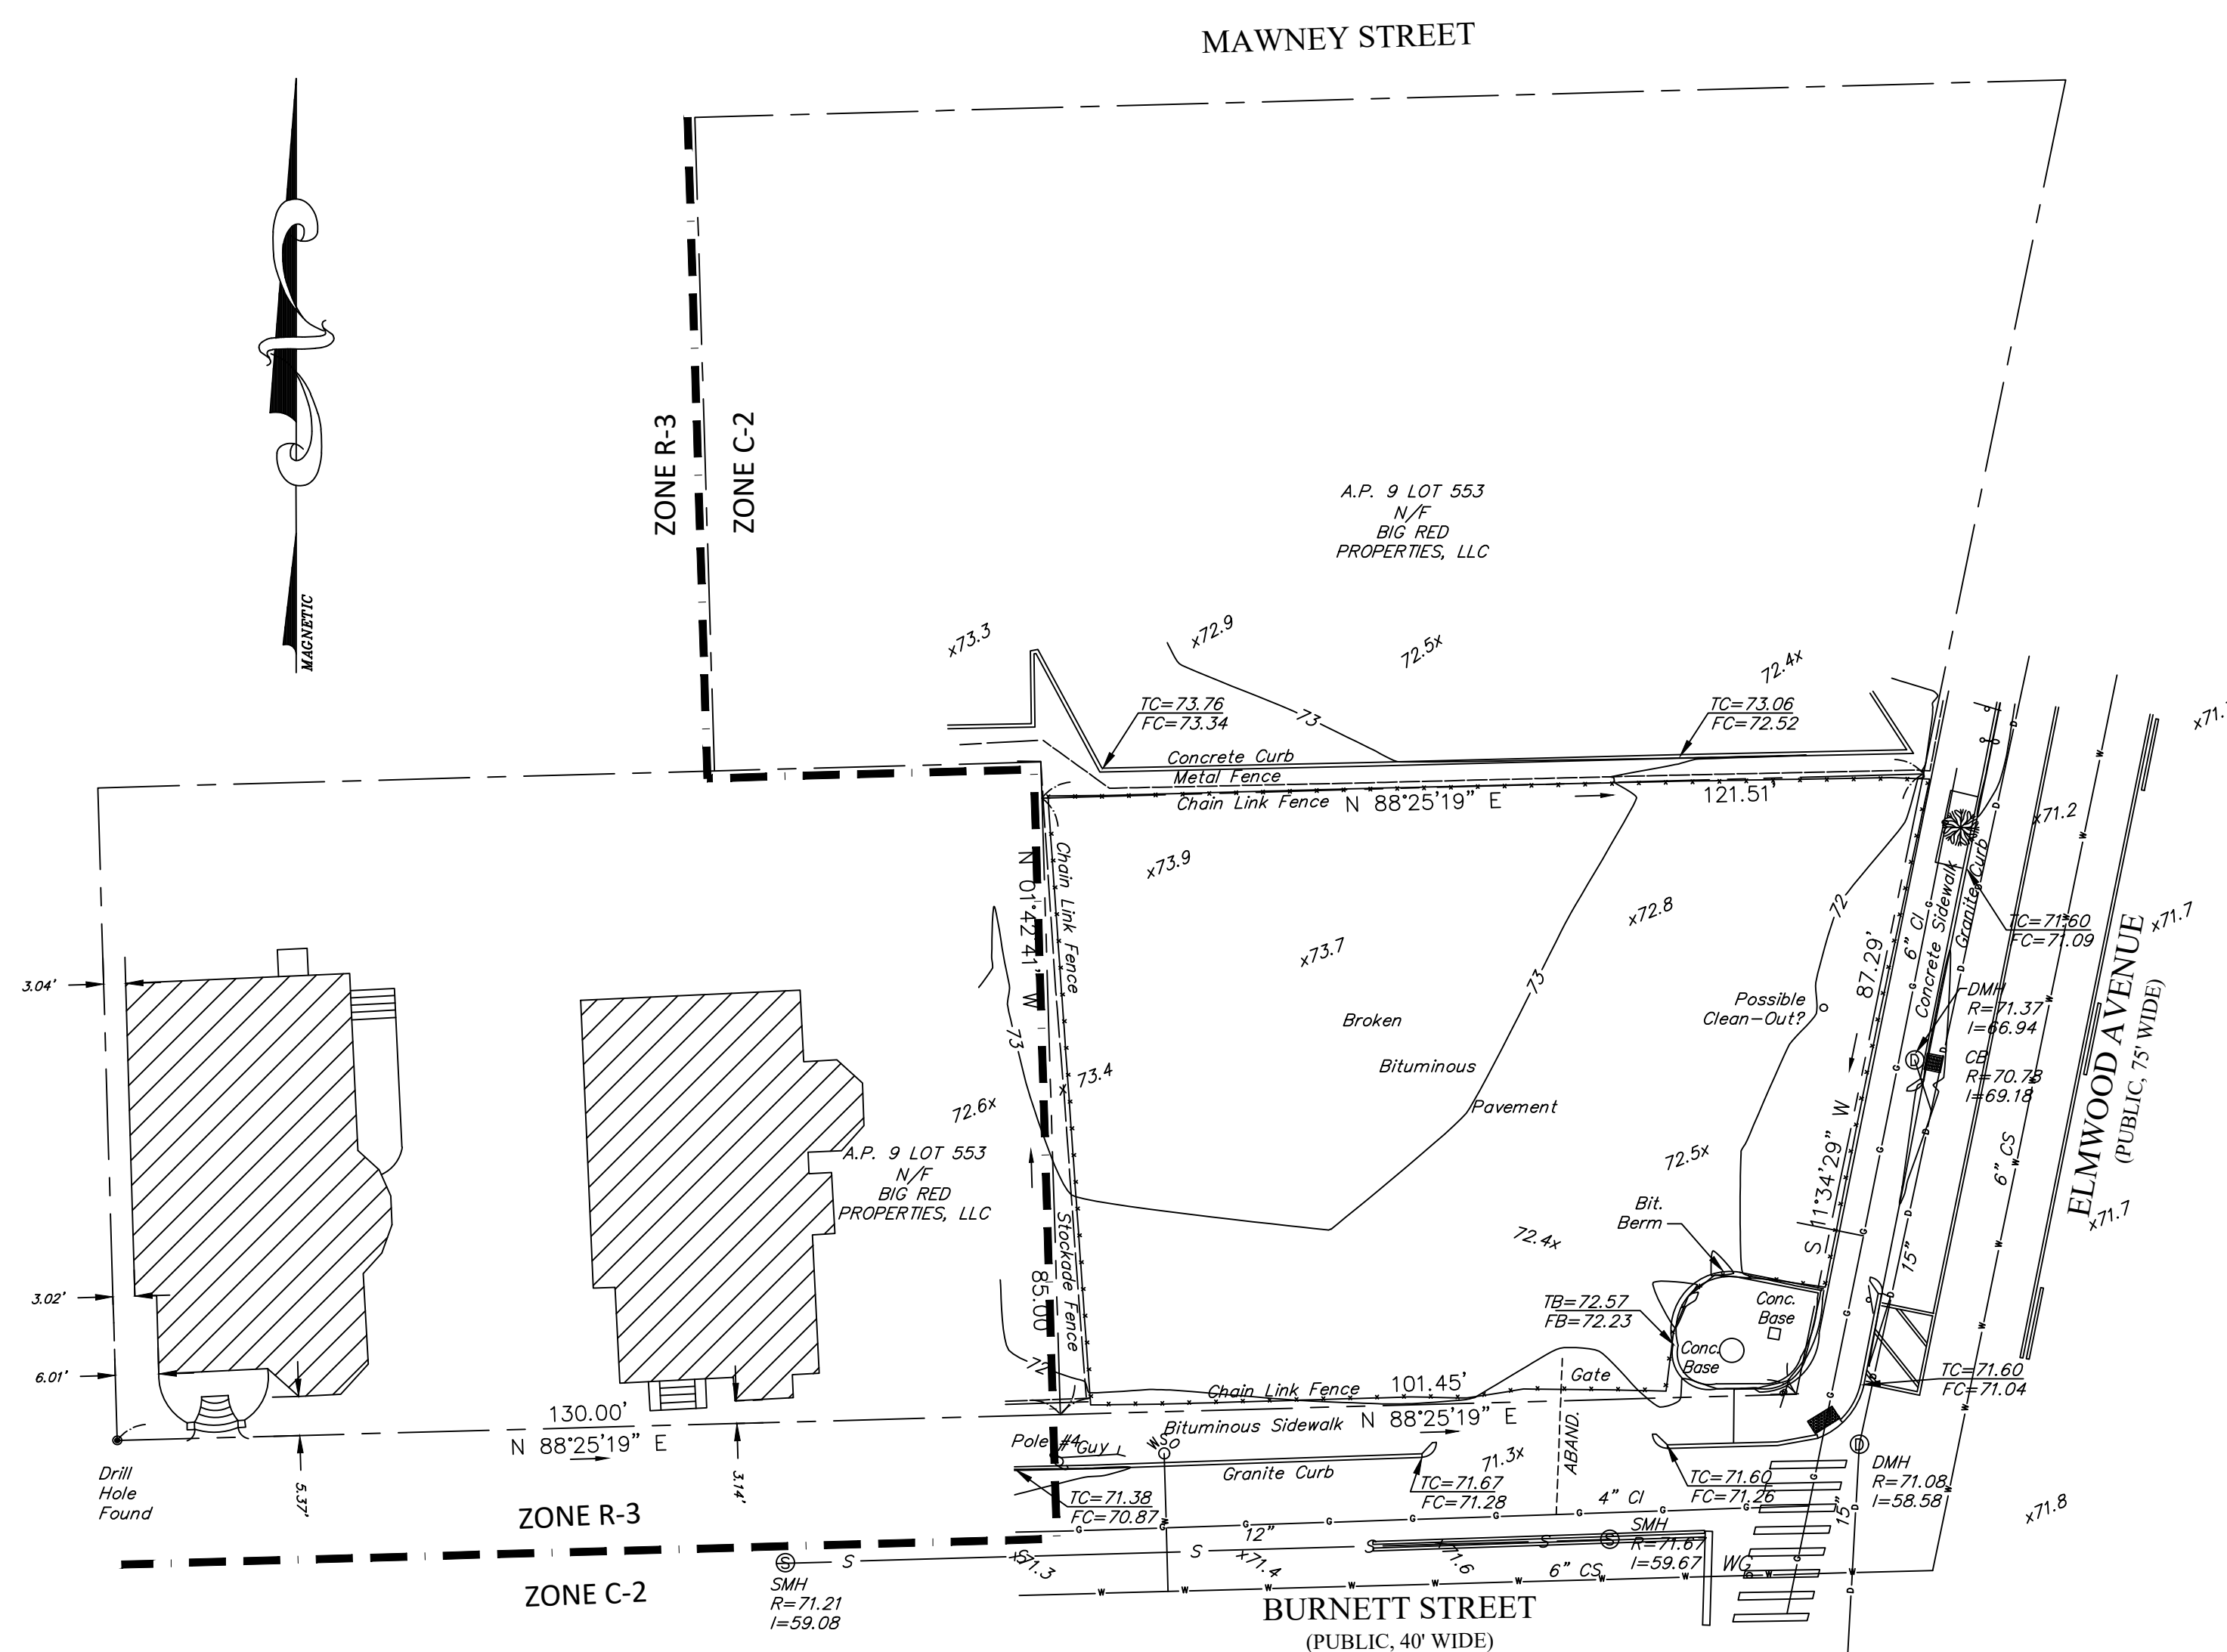 MAWNEY STREET
MAGNETIC
ZONE R-3
ZONE C-2
A.P. 9 LOT 553
N/F
BIG RED
PROPERTIES, LLC
x73.3
x72.9
72.5x
72.4x
TC=73.76
FC=73.34
73
TC=73.06
FC=72.52
Concrete Curb
Metal Fence
Chain Link Fence
N 88°25'19" E
121.51'
x71.2
x73.9
N 01°42'41" W
85.00'
Chain Link Fence
Stockade Fence
x73.7
x72.8
73
72
Broken
Bituminous
Pavement
Possible
Clean-Out?
87.29'
S 11°34'29" W
6" CI
Concrete Sidewalk
Granite Curb
TC=71.60
FC=71.09
x71.7
ELMWOOD AVENUE
(PUBLIC, 75' WIDE)
DMH
R=71.37
I=66.94
CB
R=70.78
I=69.18
6" CS
x71.7
15"
3.04'
3.02'
6.01'
73
x 73.4
72.6x
A.P. 9 LOT 553
N/F
BIG RED
PROPERTIES, LLC
72.5x
72.4x
Bit.
Berm
TB=72.57
FB=72.23
Conc.
Base
Conc.
Base
72
Gate
TC=71.60
FC=71.04
Chain Link Fence
101.45'
130.00'
N 88°25'19" E
Bituminous Sidewalk
N 88°25'19" E
Drill
Hole
Found
5.37'
3.14'
Pole #4
Guy
WSO
Granite Curb
71.3x
ABAND.
TC=71.38
FC=70.87
TC=71.67
FC=71.28
TC=71.60
FC=71.26
DMH
R=71.08
I=58.58
4" CI
15"
x71.8
ZONE R-3
12"
SMH
R=71.67
I=59.67
WG
x71.3
x71.4
x71.6
6" CS
ZONE C-2
SMH
R=71.21
I=59.08
BURNETT STREET
(PUBLIC, 40' WIDE)